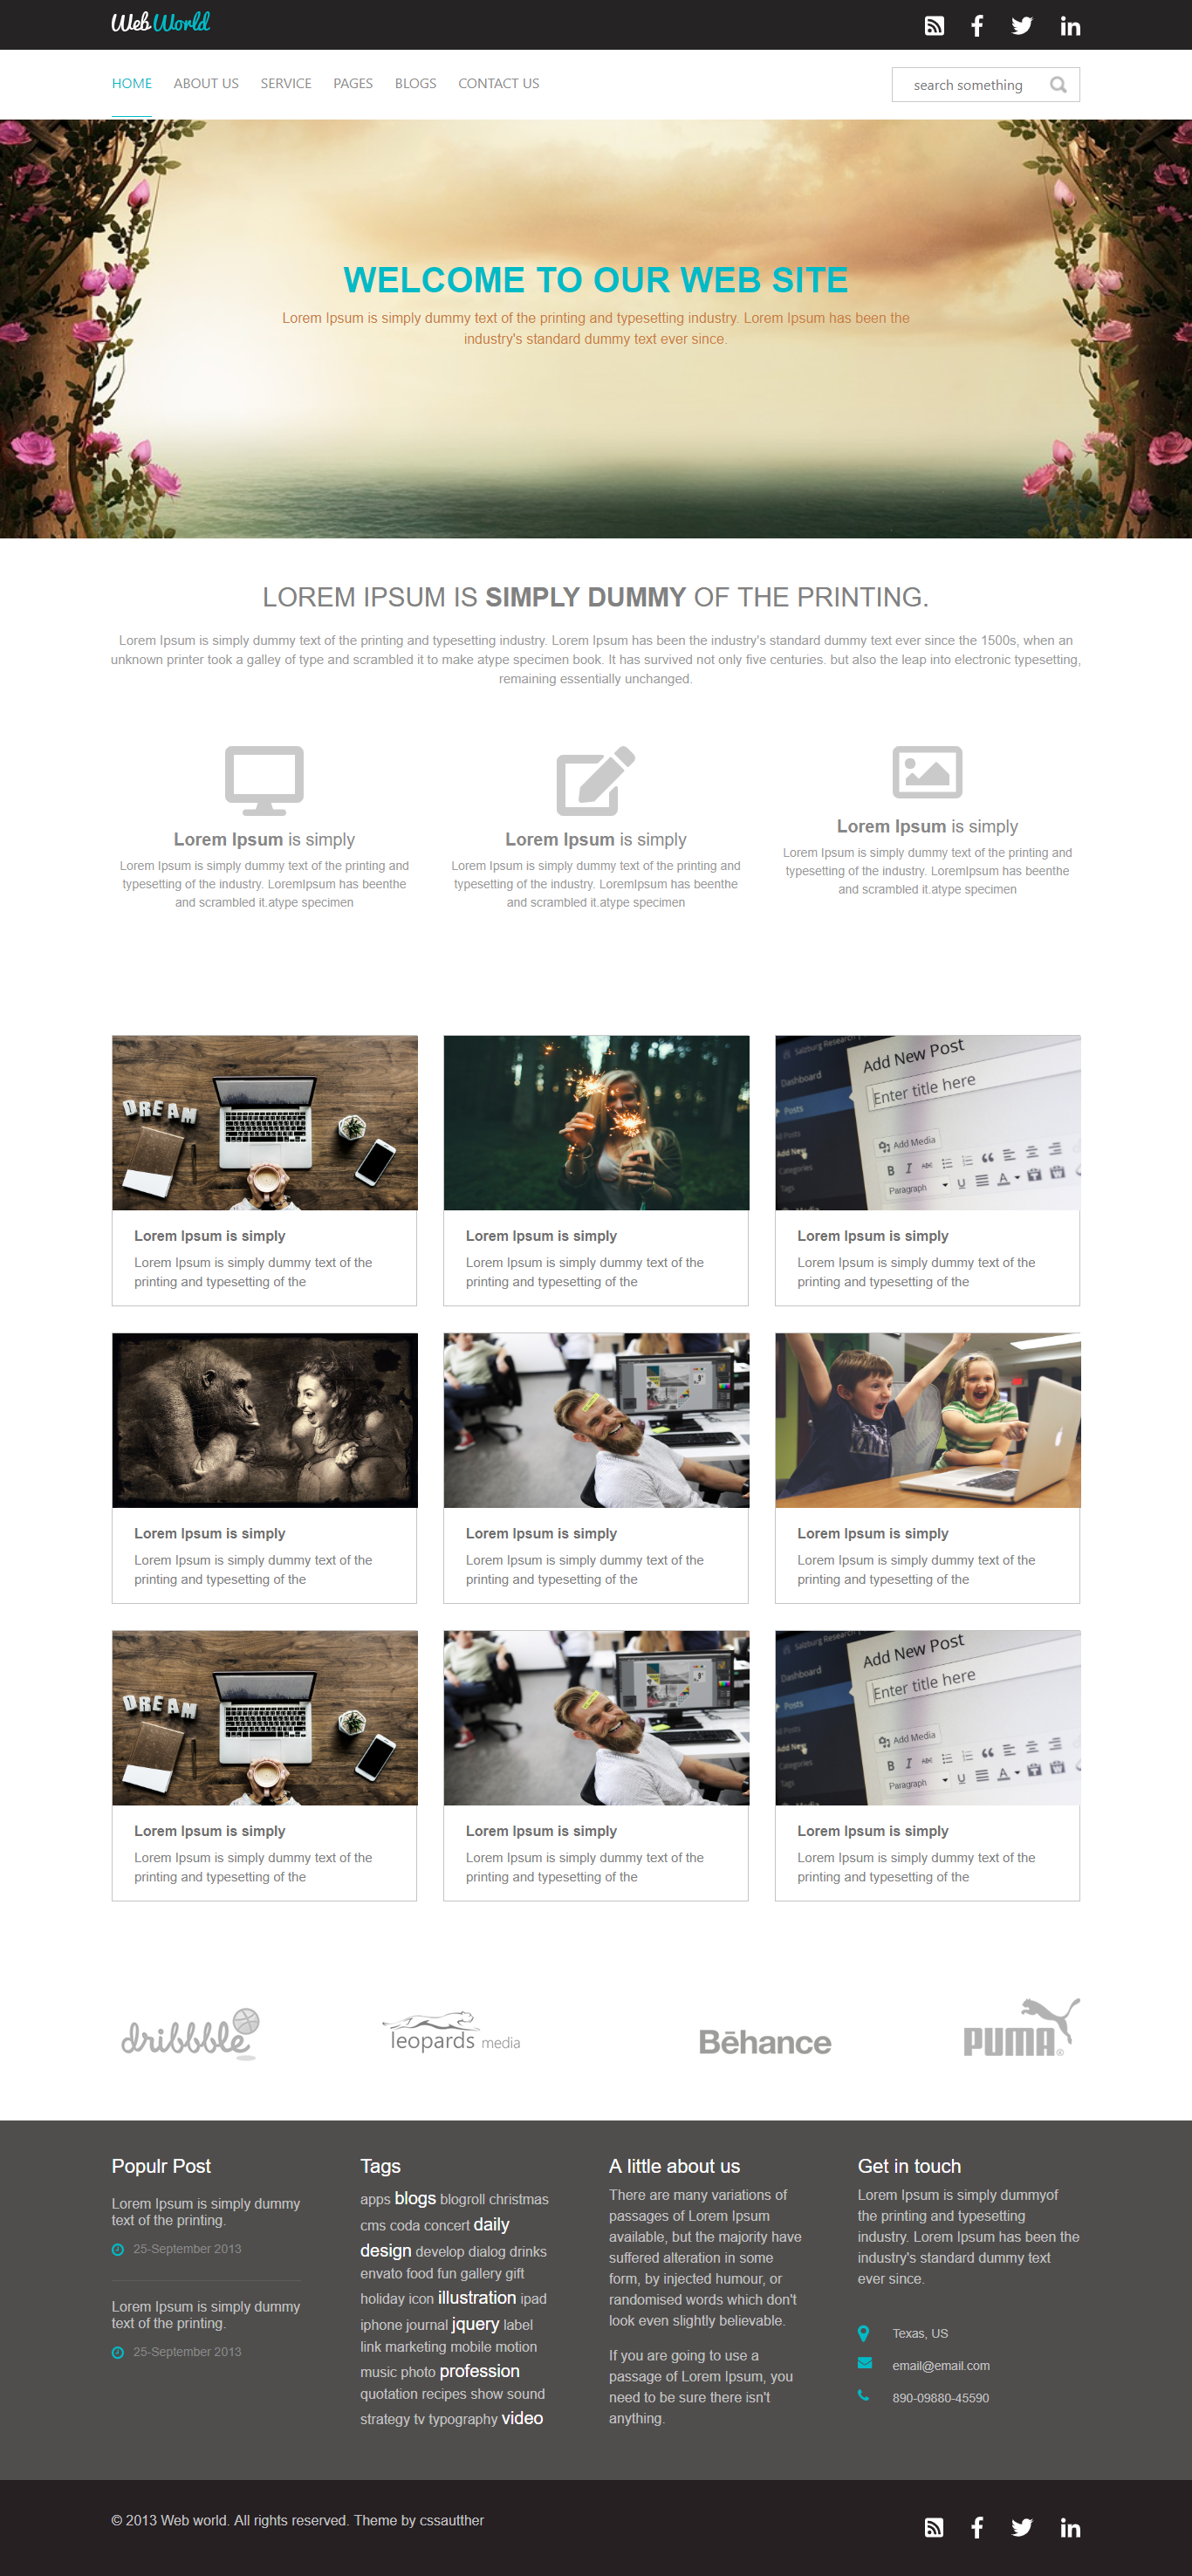 Web World
HOME ABOUT US SERVICE PAGES BLOGS CONTACT US
search something
WELCOME TO OUR WEB SITE
Lorem Ipsum is simply dummy text of the printing and typesetting industry. Lorem Ipsum has been the
industry's standard dummy text ever since.
LOREM IPSUM IS SIMPLY DUMMY OF THE PRINTING.
Lorem Ipsum is simply dummy text of the printing and typesetting industry. Lorem Ipsum has been the industry's standard dummy text ever since the 1500s, when an
unknown printer took a galley of type and scrambled it to make atype specimen book. It has survived not only five centuries. but also the leap into electronic typesetting,
remaining essentially unchanged.
Lorem Ipsum is simply
Lorem Ipsum is simply dummy text of the printing and
typesetting of the industry. LoremIpsum has beenthe
and scrambled it.atype specimen
Lorem Ipsum is simply
Lorem Ipsum is simply dummy text of the printing and
typesetting of the industry. LoremIpsum has beenthe
and scrambled it.atype specimen
Lorem Ipsum is simply
Lorem Ipsum is simply dummy text of the printing and
typesetting of the industry. LoremIpsum has beenthe
and scrambled it.atype specimen
DREAM
Lorem Ipsum is simply
Lorem Ipsum is simply dummy text of the
printing and typesetting of the
Lorem Ipsum is simply
Lorem Ipsum is simply dummy text of the
printing and typesetting of the
Salzburg Research
Dashboard
Posts
Add New
Categories
Tags
Media
Add New Post
Enter title here
Add Media
B I ABC
Paragraph U A
Lorem Ipsum is simply
Lorem Ipsum is simply dummy text of the
printing and typesetting of the
Lorem Ipsum is simply
Lorem Ipsum is simply dummy text of the
printing and typesetting of the
Lorem Ipsum is simply
Lorem Ipsum is simply dummy text of the
printing and typesetting of the
Lorem Ipsum is simply
Lorem Ipsum is simply dummy text of the
printing and typesetting of the
DREAM
Lorem Ipsum is simply
Lorem Ipsum is simply dummy text of the
printing and typesetting of the
Lorem Ipsum is simply
Lorem Ipsum is simply dummy text of the
printing and typesetting of the
Salzburg Research
Dashboard
Posts
Add New
Categories
Tags
Media
Add New Post
Enter title here
Add Media
B I ABC
Paragraph U A
Lorem Ipsum is simply
Lorem Ipsum is simply dummy text of the
printing and typesetting of the
dribbble
leopards media
Bēhance
PUMA®
Populr Post
Lorem Ipsum is simply dummy
text of the printing.
25-September 2013
Lorem Ipsum is simply dummy
text of the printing.
25-September 2013
Tags
apps blogs blogroll christmas
cms coda concert daily
design develop dialog drinks
envato food fun gallery gift
holiday icon illustration ipad
iphone journal jquery label
link marketing mobile motion
music photo profession
quotation recipes show sound
strategy tv typography video
A little about us
There are many variations of
passages of Lorem Ipsum
available, but the majority have
suffered alteration in some
form, by injected humour, or
randomised words which don't
look even slightly believable.
If you are going to use a
passage of Lorem Ipsum, you
need to be sure there isn't
anything.
Get in touch
Lorem Ipsum is simply dummyof
the printing and typesetting
industry. Lorem Ipsum has been the
industry's standard dummy text
ever since.
Texas, US
email@email.com
890-09880-45590
© 2013 Web world. All rights reserved. Theme by cssautther